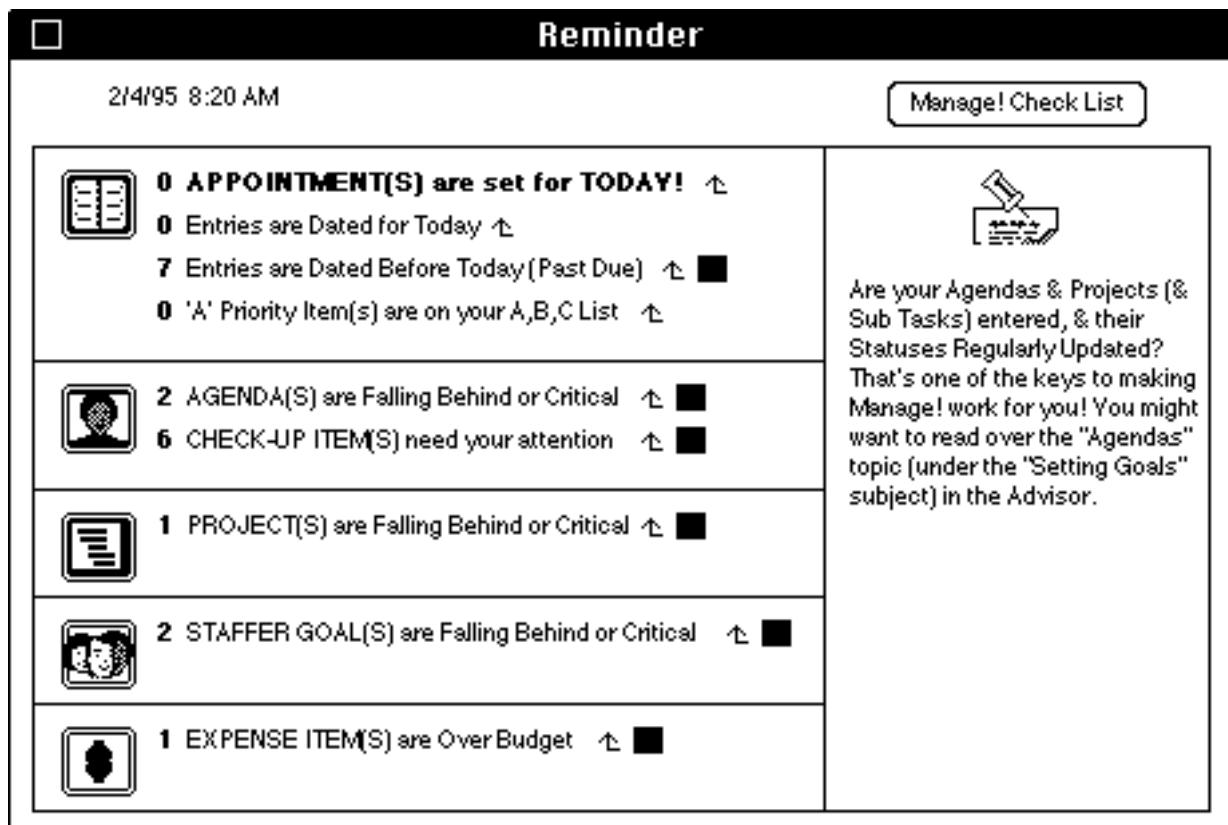 Reminder
2/4/95 8:20 AM
Manage! Check List
0 APPOINTMENT(S) are set for TODAY!
0 Entries are Dated for Today
7 Entries are Dated Before Today (Past Due)
0 'A' Priority Item(s) are on your A,B,C List
2 AGENDA(S) are Falling Behind or Critical
6 CHECK-UP ITEM(S) need your attention
1 PROJECT(S) are Falling Behind or Critical
2 STAFFER GOAL(S) are Falling Behind or Critical
1 EXPENSE ITEM(S) are Over Budget
Are your Agendas & Projects (&
Sub Tasks) entered, & their
Statuses Regularly Updated?
That's one of the keys to making
Manage! work for you! You might
want to read over the "Agendas"
topic (under the "Setting Goals"
subject) in the Advisor.